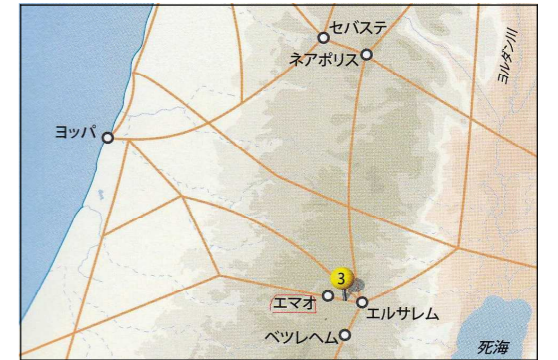 セバステ
ネアポリス
ヨルダン川
ヨッパ
3
エマオ
エルサレム
ベツレヘム
死海